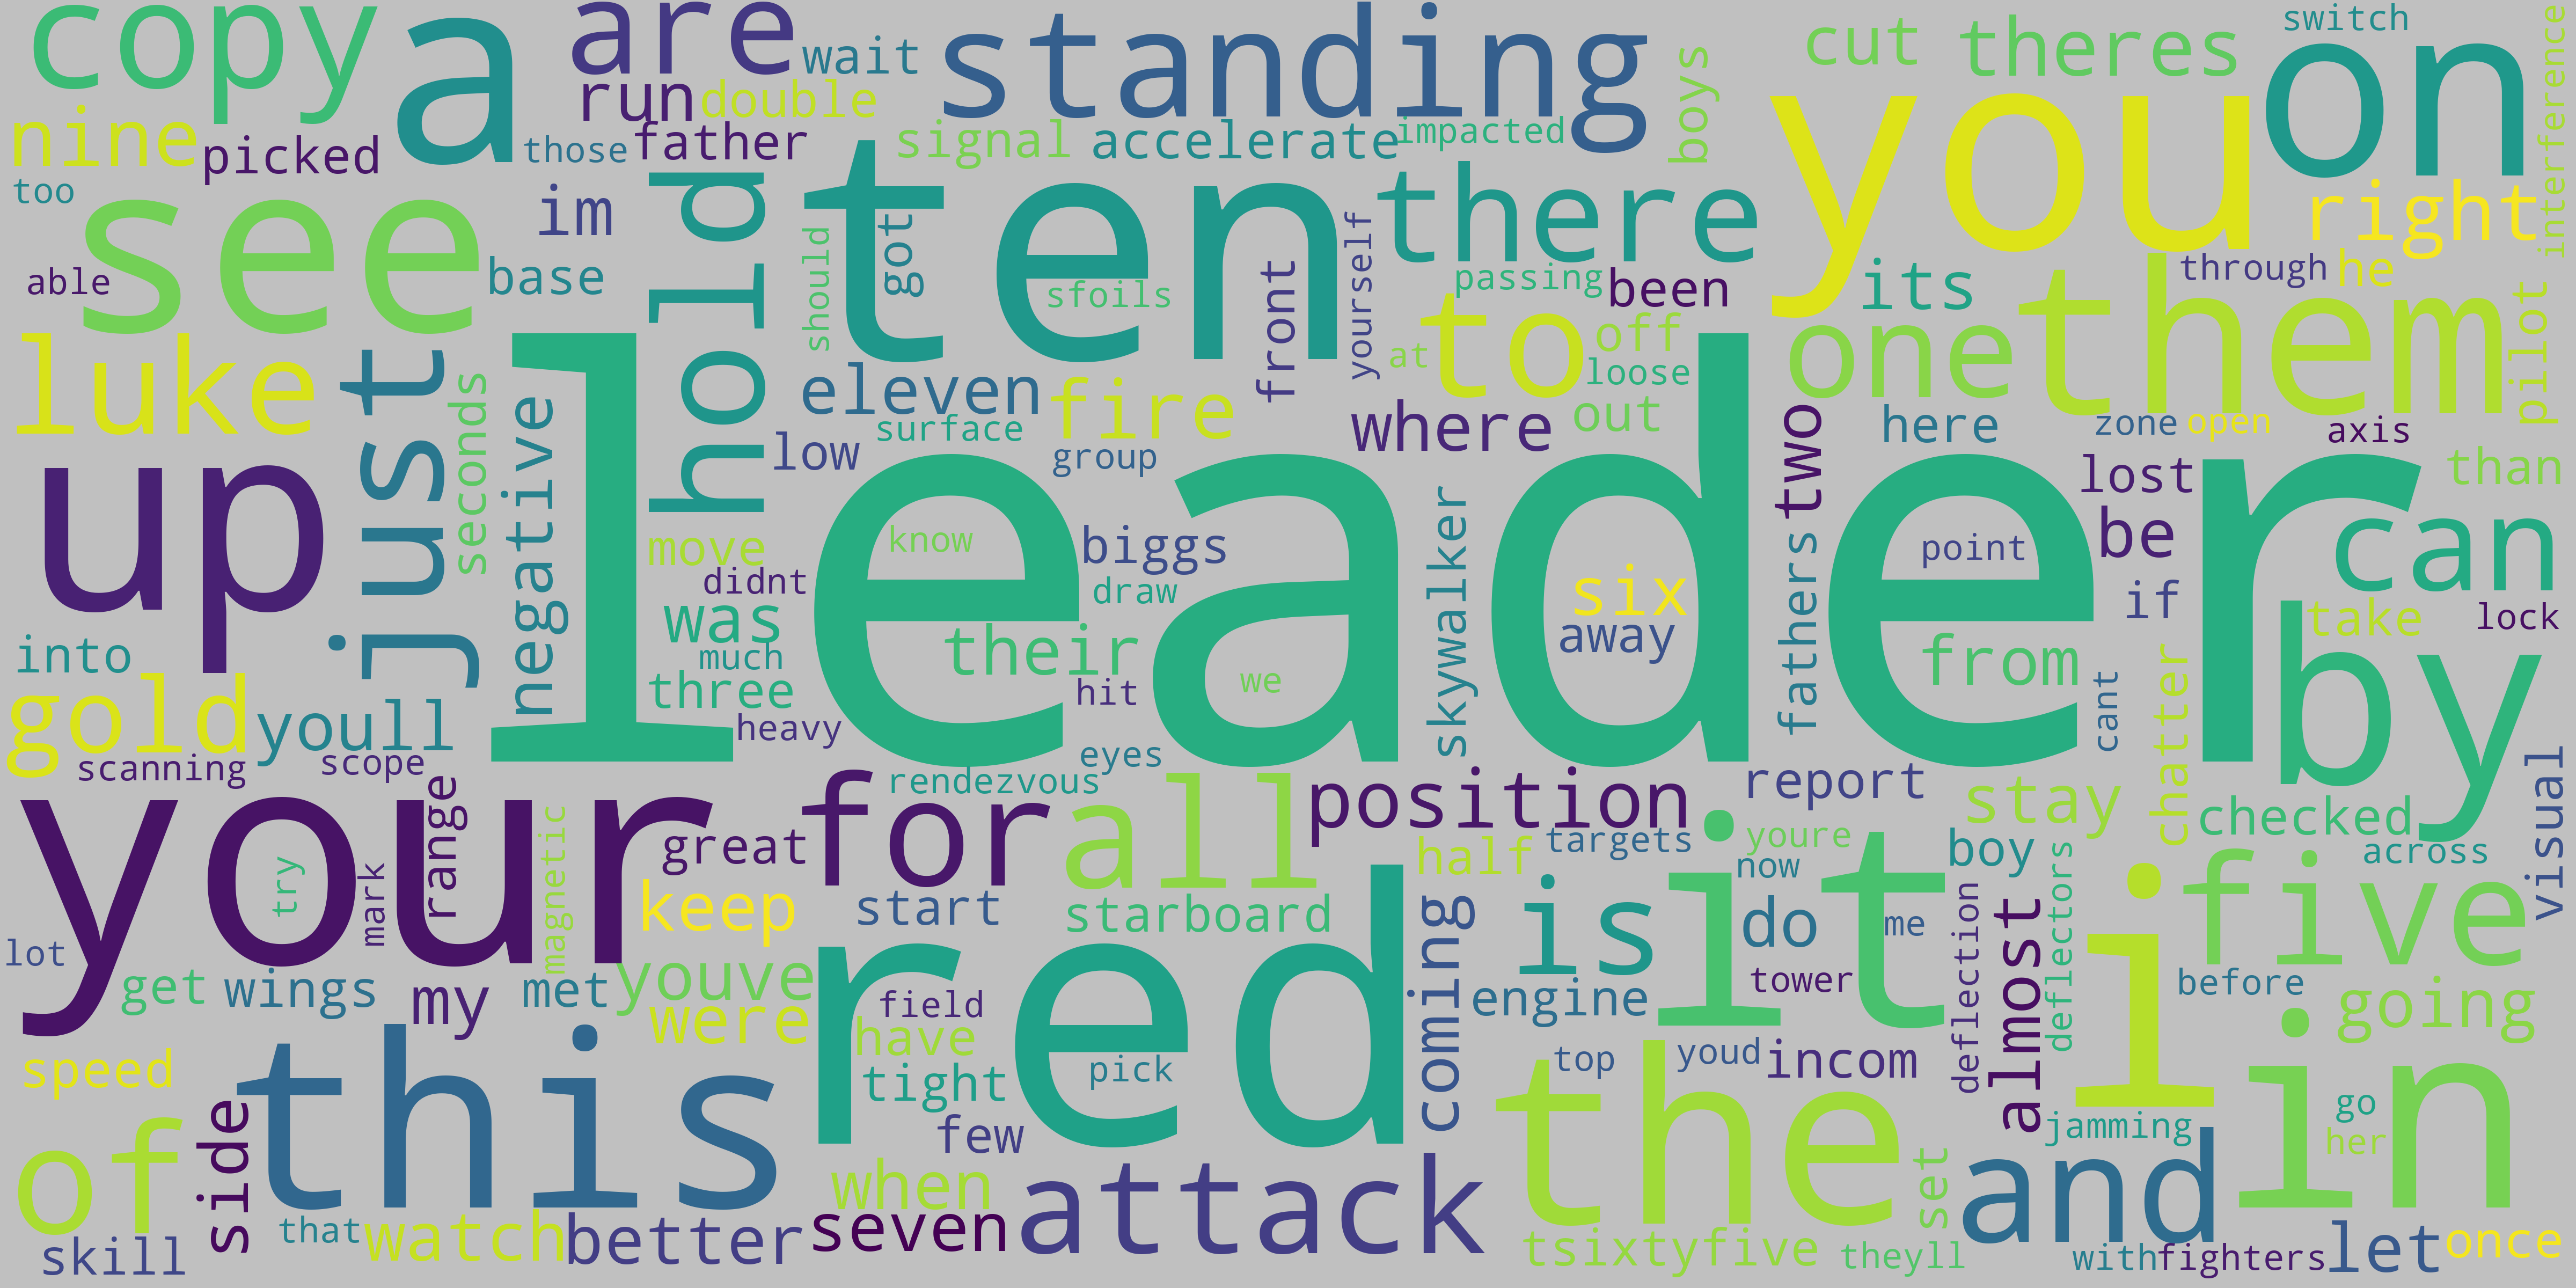 copy a are wait standing boys cut theres switch you on interference
nine picked run double those father signal accelerate impacted
too see im hold ten got there right
able base should sfoils front yourself passing been its through he them pilot
luke just seconds eleven fire at to off loose one
up negative low surface group where out two here zone open axis than
leader lost can
move know biggs skywalker fathers point be
didnt draw six if take lock
into was their away from by
much we
gold youll three hit cant chatter
scanning scope heavy eyes
your range rendezvous for all position report stay checked visual
great half targets youre boy across
try mark magnetic keep start starboard coming is it now do deflectors five
lot almost deflection i
get wings my met youve red engine tower me before going
were field
speed have tight pick top youd incom
this the in
of side few jamming go her
when attack set and
skill that watch better seven tsixtyfive theyll with fighters let once